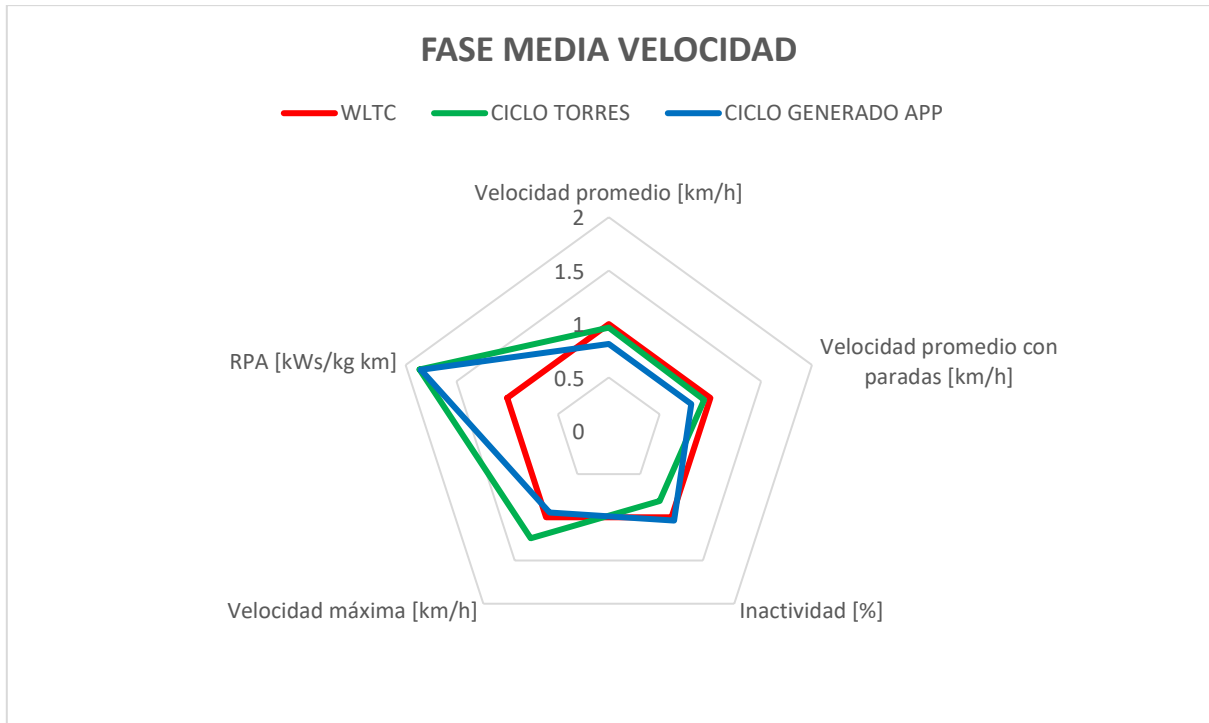 FASE MEDIA VELOCIDAD
WLTC CICLO TORRES CICLO GENERADO APP
Velocidad promedio [km/h]
2
1.5
1
0.5
0
Velocidad promedio con
paradas [km/h]
RPA [kWs/kg km]
Velocidad máxima [km/h]
Inactividad [%]